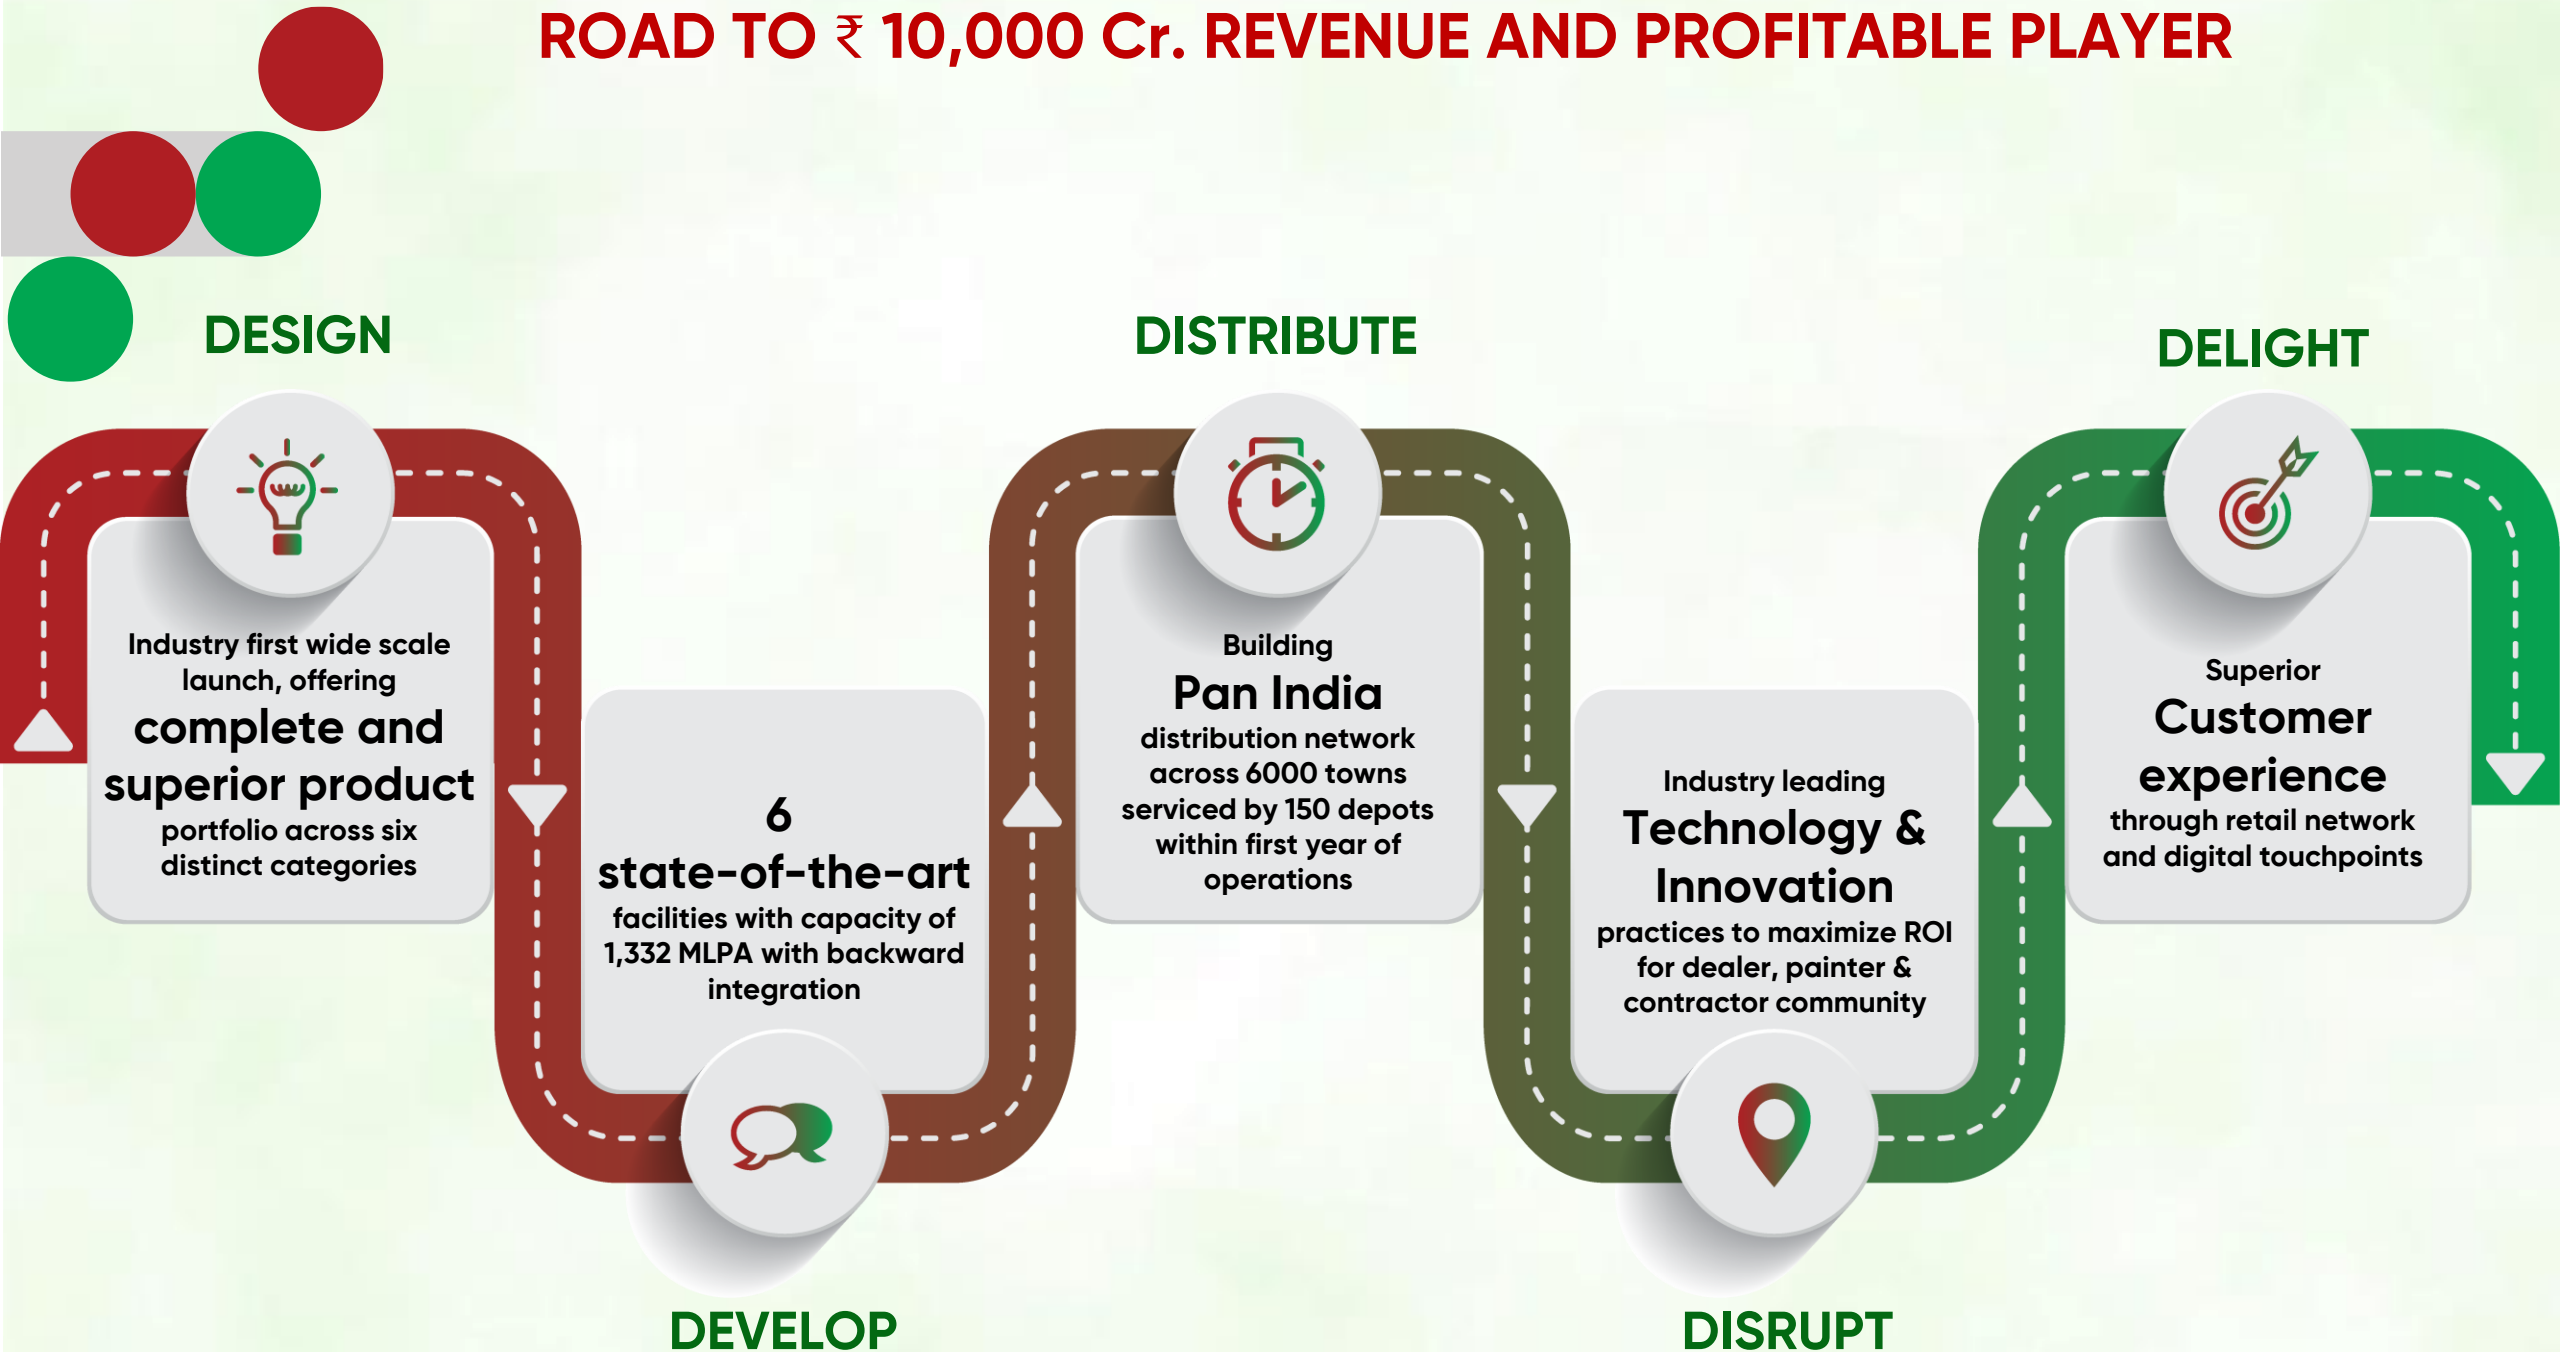 ROAD TO ₹ 10,000 Cr. REVENUE AND PROFITABLE PLAYER
DESIGN
Industry first wide scale
launch, offering
complete and
superior product
portfolio across six
distinct categories
6
state-of-the-art
facilities with capacity of
1,332 MLPA with backward
integration
DEVELOP
DISTRIBUTE
Building
Pan India
distribution network
across 6000 towns
serviced by 150 depots
within first year of
operations
Industry leading
Technology &
Innovation
practices to maximize ROI
for dealer, painter &
contractor community
DISRUPT
DELIGHT
Superior
Customer
experience
through retail network
and digital touchpoints